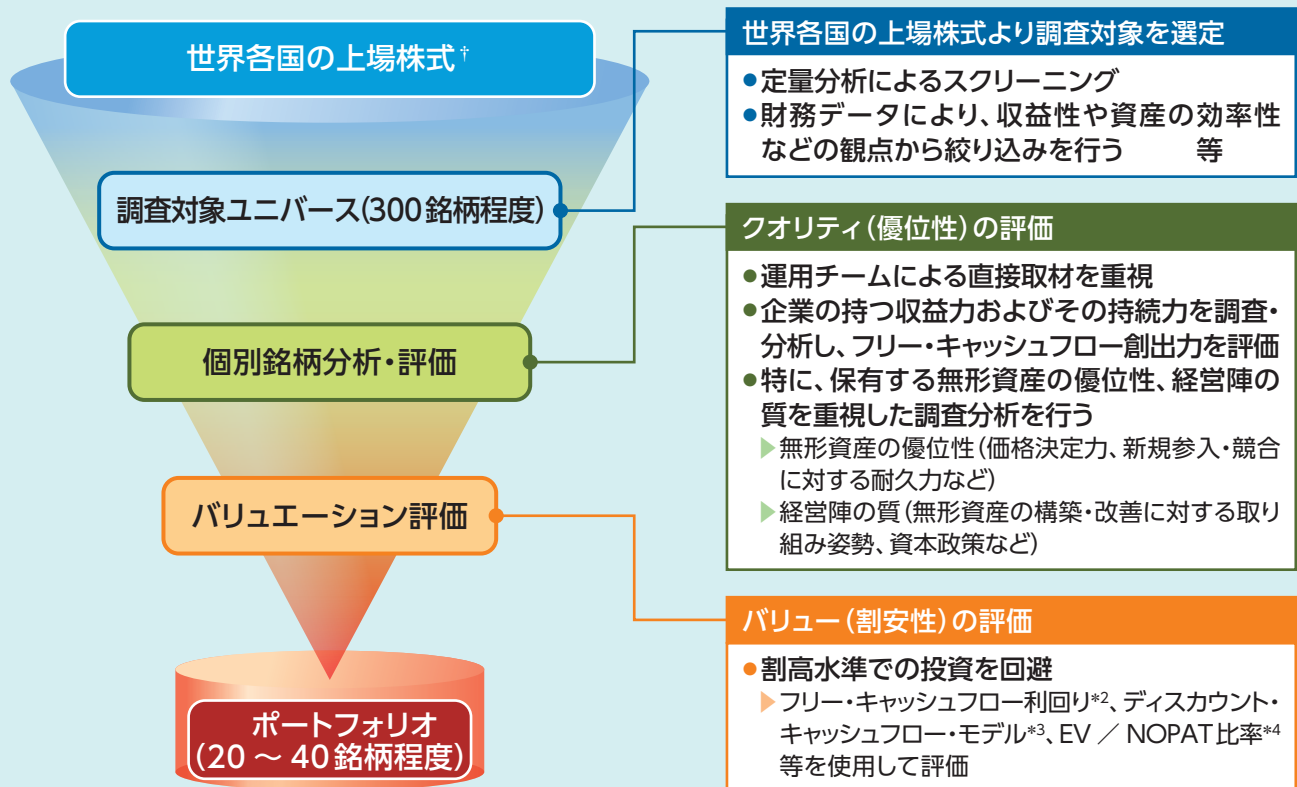 世界各国の上場株式†
調査対象ユニバース(300銘柄程度)
個別銘柄分析・評価
バリュエーション評価
ポートフォリオ
(20 ～ 40銘柄程度)
世界各国の上場株式より調査対象を選定
●定量分析によるスクリーニング
●財務データにより、収益性や資産の効率性
などの観点から絞り込みを行う 等
クオリティ(優位性)の評価
●運用チームによる直接取材を重視
●企業の持つ収益力およびその持続力を調査・
分析し、フリー・キャッシュフロー創出力を評価
●特に、保有する無形資産の優位性、経営陣の
質を重視した調査分析を行う
▶無形資産の優位性(価格決定力、新規参入・競合
に対する耐久力など)
▶経営陣の質(無形資産の構築・改善に対する取り
組み姿勢、資本政策など)
バリュー(割安性)の評価
●割高水準での投資を回避
▶フリー・キャッシュフロー利回り*2、ディスカウント・
キャッシュフロー・モデル*3、EV ／ NOPAT比率*4
等を使用して評価